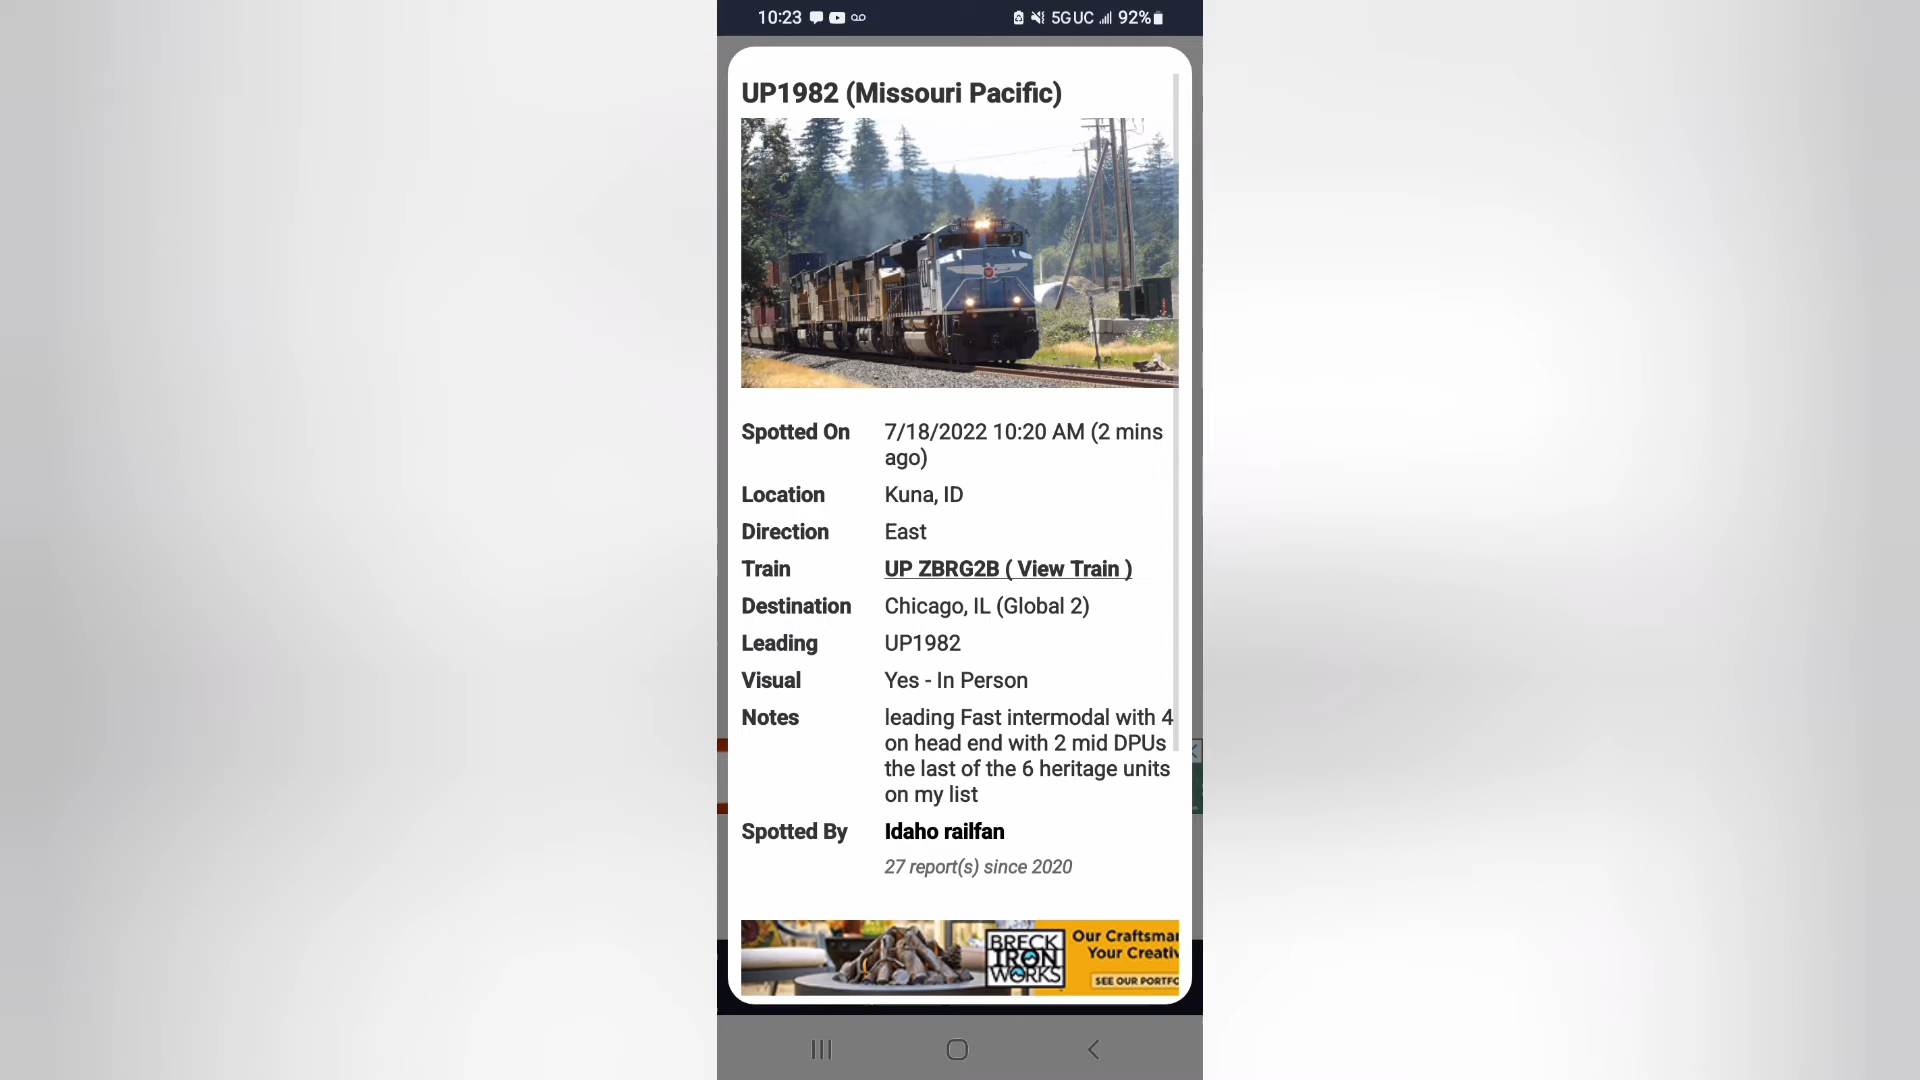 10:23
5G UC 92%
UP1982 (Missouri Pacific)
Spotted On 7/18/2022 10:20 AM (2 mins
ago)
Location Kuna, ID
Direction East
Train UP ZBRG2B ( View Train )
Destination Chicago, IL (Global 2)
Leading UP1982
Visual Yes - In Person
Notes leading Fast intermodal with 4
on head end with 2 mid DPUs
the last of the 6 heritage units
on my list
Spotted By Idaho railfan
27 report(s) since 2020
BRECK
IRON
WORKS
Our Craftsman
Your Creativ
SEE OUR PORTFO